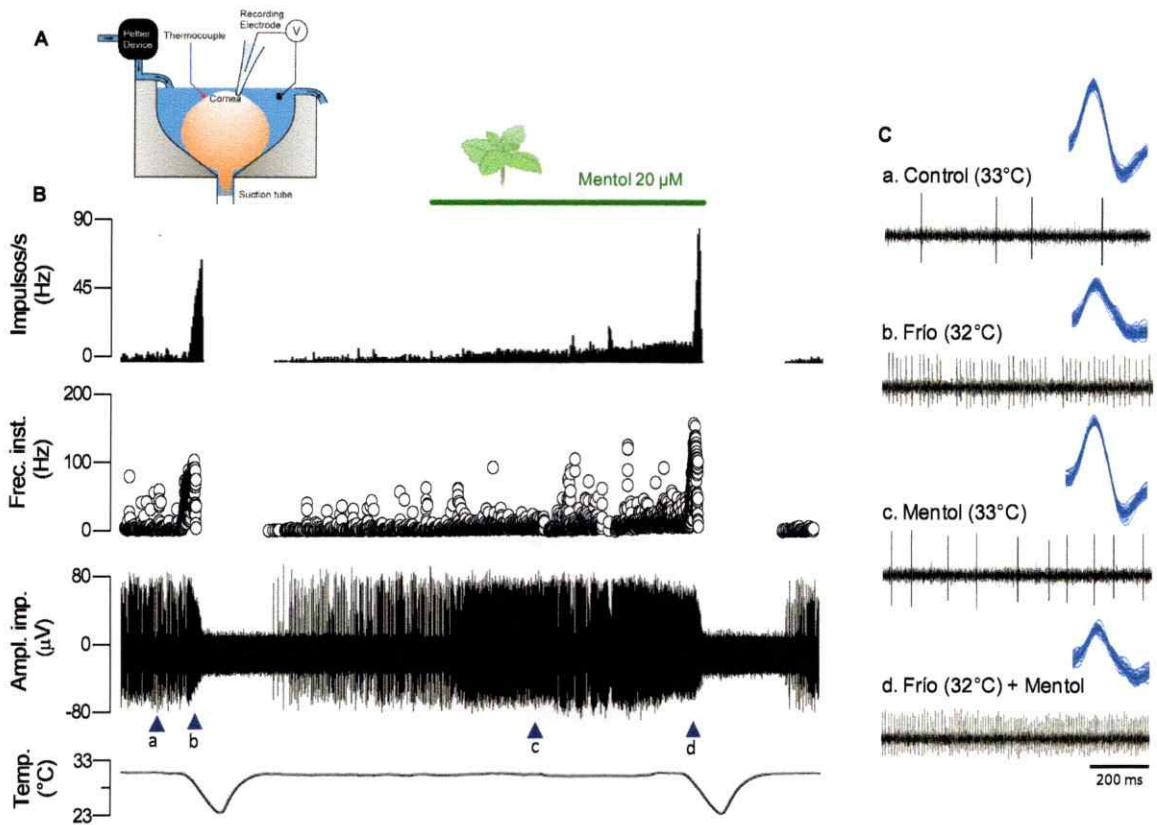 A
Peltier
Device
Thermocouple
Recording
Electrode
V
Cornea
Suction tube
B
Mentol 20 µM
90
45
0
Impulsos/s
(Hz)
200
100
0
Frec. inst.
(Hz)
80
0
-80
Ampl. imp.
(µV)
a
b
c
d
33
23
Temp.
(°C)
C
a. Control (33°C)
b. Frío (32°C)
c. Mentol (33°C)
d. Frío (32°C) + Mentol
200 ms